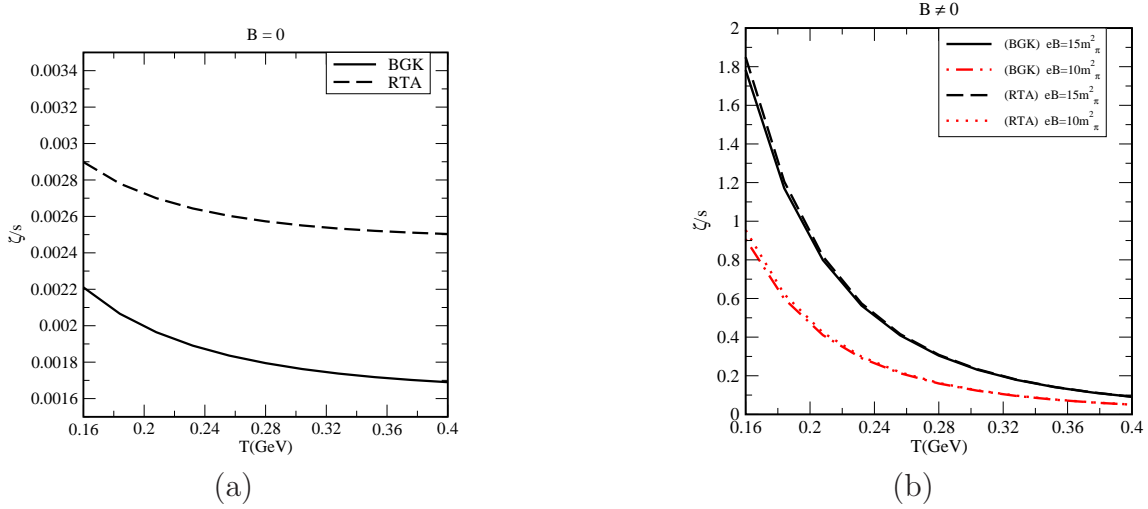 B = 0
BGK
RTA
0.0034
0.0032
0.003
0.0028
0.0026
0.0024
0.0022
0.002
0.0018
0.0016
ζ/s
0.16 0.2 0.24 0.28 0.32 0.36 0.4
T(GeV)
(a)
B ≠ 0
(BGK) eB=15m²π
(BGK) eB=10m²π
(RTA) eB=15m²π
(RTA) eB=10m²π
2
1.8
1.6
1.4
1.2
1
0.8
0.6
0.4
0.2
0
ζ/s
0.16 0.2 0.24 0.28 0.32 0.36 0.4
T(GeV)
(b)